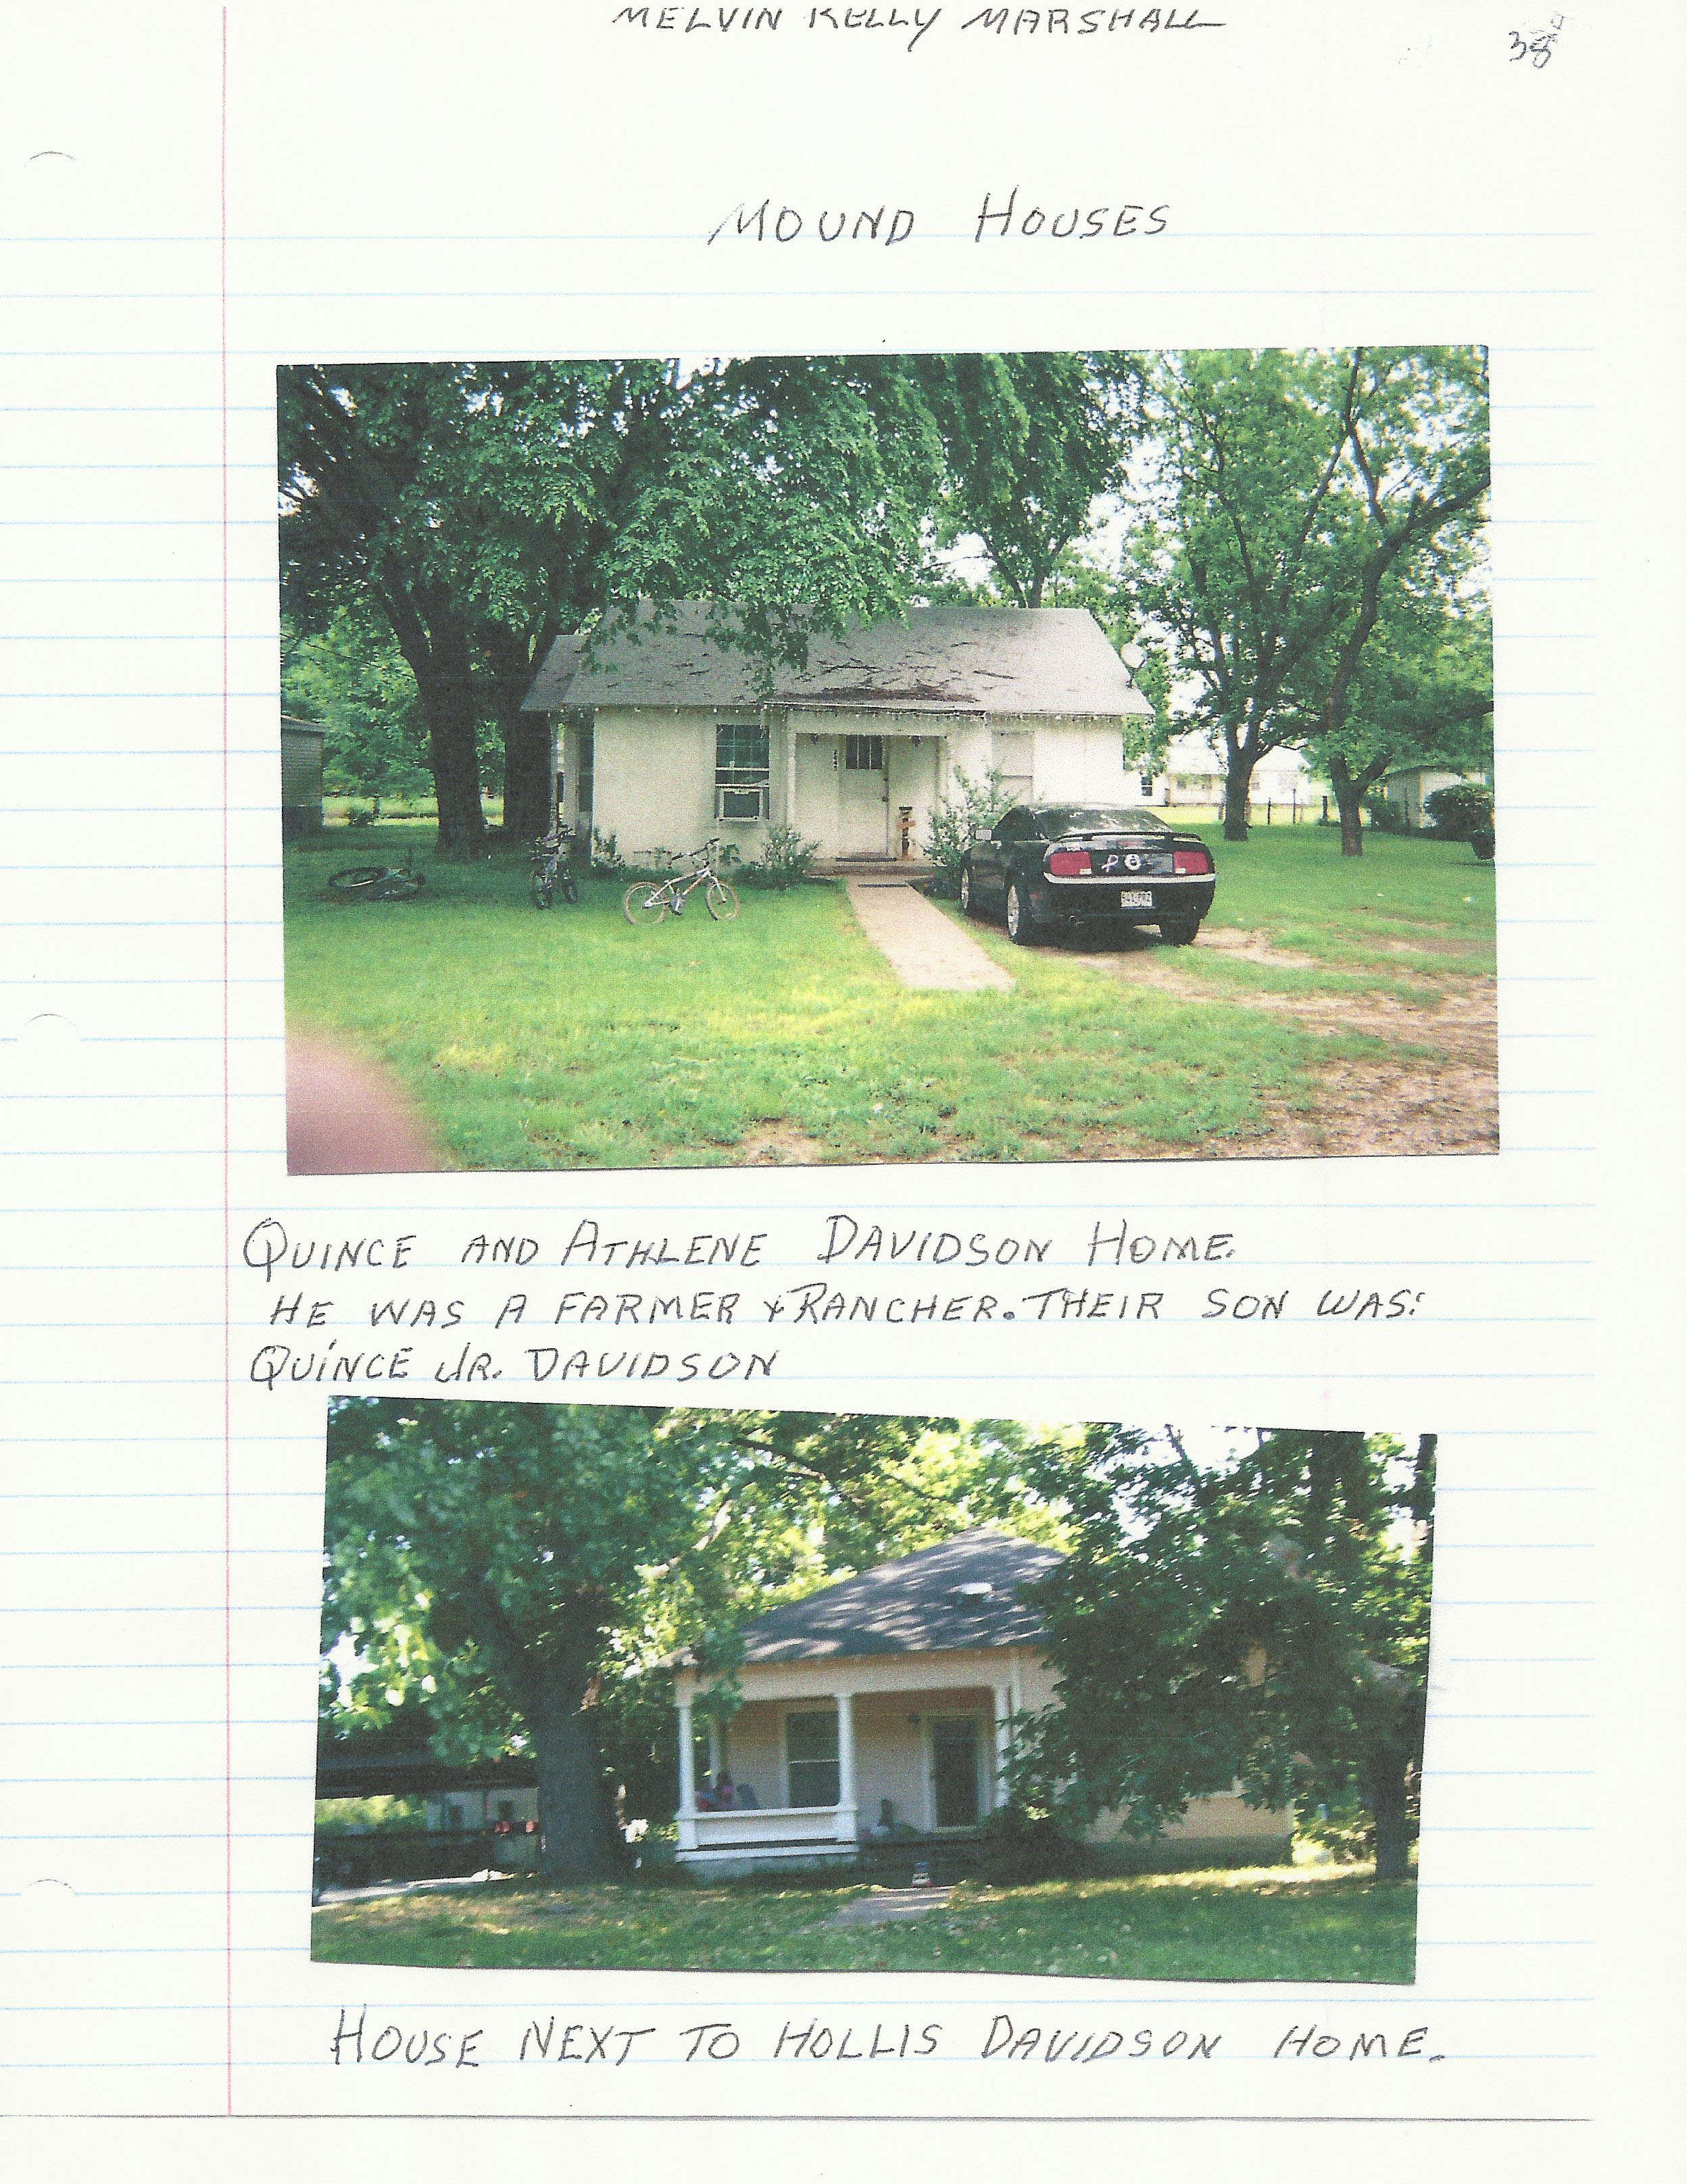 MELVIN KELLY MARSHALL
38
MOUND HOUSES
QUINCE AND ATHLENE DAVIDSON HOME.
HE WAS A FARMER & RANCHER. THEIR SON WAS:
QUINCE JR. DAVIDSON
HOUSE NEXT TO HOLLIS DAVIDSON HOME.